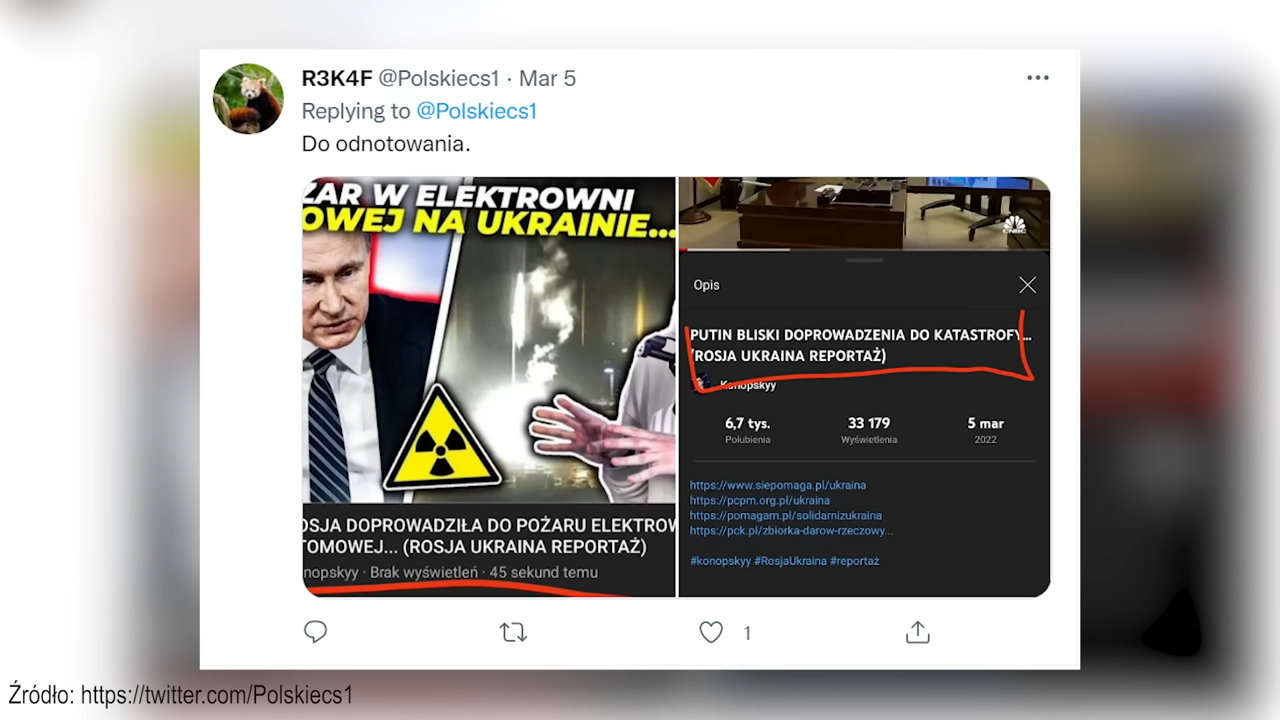 R3K4F @Polskiecs1 · Mar 5
Replying to @Polskiecs1
Do odnotowania.
ŻAR W ELEKTROWNI
OWEJ NA UKRAINIE...
OSJA DOPROWADZIŁA DO POŻARU ELEKTROW
TOMOWEJ... (ROSJA UKRAINA REPORTAŻ)
nopskyy · Brak wyświetleń · 45 sekund temu
CNBC
Opis
PUTIN BLISKI DOPROWADZENIA DO KATASTROFY...
(ROSJA UKRAINA REPORTAŻ)
Konopskyy
6,7 tys. 33 179 5 mar
Polubienia Wyświetlenia 2022
https://www.siepomaga.pl/ukraina
https://pcpm.org.pl/ukraina
https://pomagam.pl/solidarnizukraina
https://pck.pl/zbiorka-darow-rzeczowy...
#konopskyy #RosjaUkraina #reportaż
1
Źródło: https://twitter.com/Polskiecs1